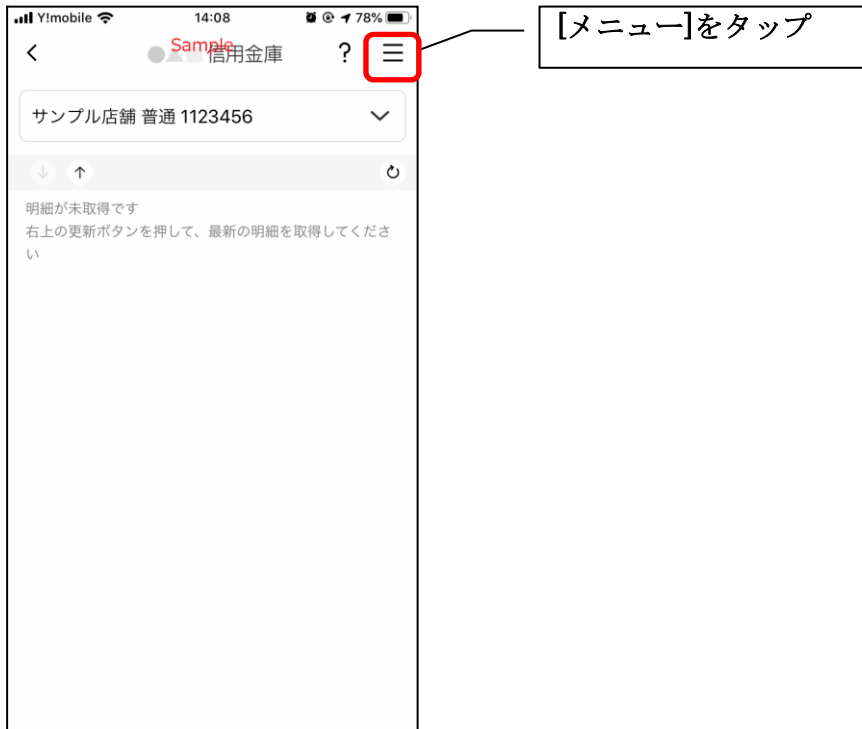 Y!mobile 14:08 78%
Sample
●▲■信用金庫 ?
[メニュー]をタップ
サンプル店舗 普通 1123456
明細が未取得です
右上の更新ボタンを押して、最新の明細を取得してくださ
い